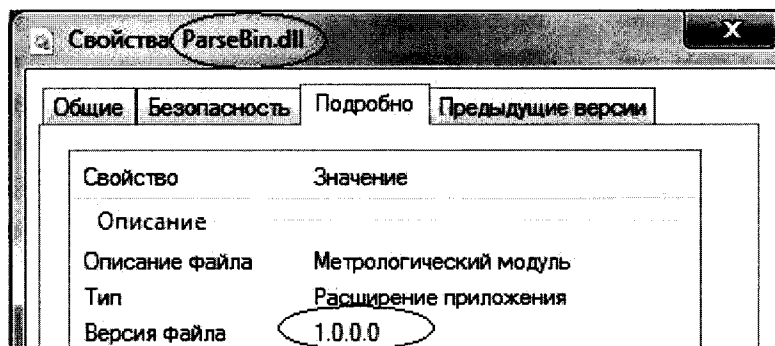 Свойства: ParseBin.dll
x
Общие Безопасность Подробно Предыдущие версии
Свойство Значение
Описание
Описание файла Метрологический модуль
Тип Расширение приложения
Версия файла 1.0.0.0